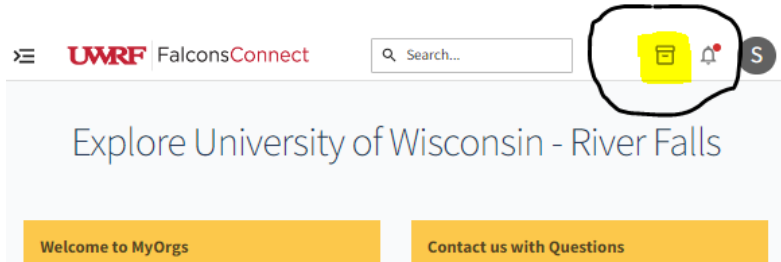 UWRF FalconsConnect Search... S
Explore University of Wisconsin - River Falls
Welcome to MyOrgs Contact us with Questions